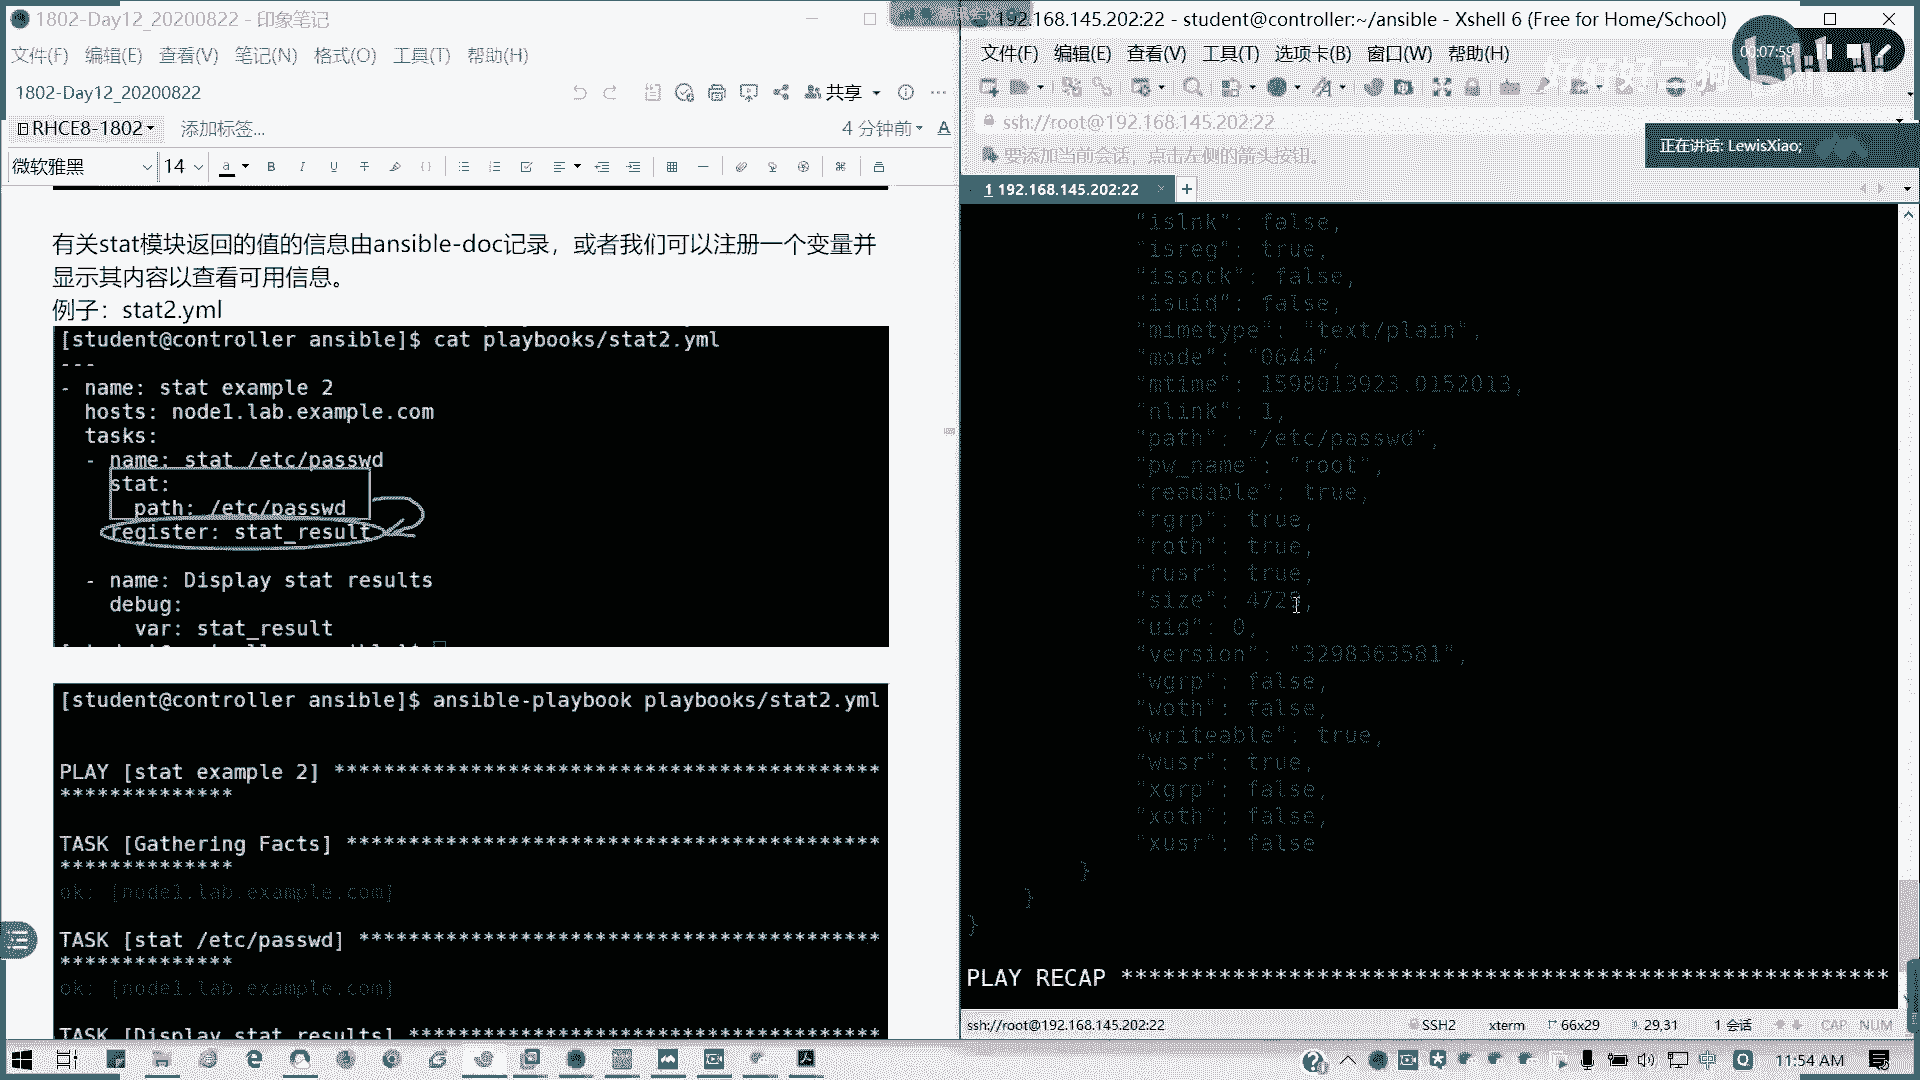 1802-Day12_20200822 - 印象笔记
文件(F) 编辑(E) 查看(V) 笔记(N) 格式(O) 工具(T) 帮助(H)
1802-Day12_20200822
共享
RHCE8-1802
添加标签...
4 分钟前
微软雅黑
14
有关stat模块返回的值的信息由ansible-doc记录，或者我们可以注册一个变量并
显示其内容以查看可用信息。
例子：stat2.yml
[student@controller ansible]$ cat playbooks/stat2.yml
---
- name: stat example 2
hosts: node1.lab.example.com
tasks:
- name: stat /etc/passwd
stat:
path: /etc/passwd
register: stat_result
- name: Display stat results
debug:
var: stat_result
[student@controller ansible]$ ansible-playbook playbooks/stat2.yml
PLAY [stat example 2] ********************************************
**************
TASK [Gathering Facts] *******************************************
**************
ok: [node1.lab.example.com]
TASK [stat /etc/passwd] ******************************************
**************
ok: [node1.lab.example.com]
TASK [Display stat results] **************************************
192.168.145.202:22 - student@controller:~/ansible - Xshell 6 (Free for Home/School)
文件(F) 编辑(E) 查看(V) 工具(T) 选项卡(B) 窗口(W) 帮助(H)
00:07:59
好好好二狗
ssh://root@192.168.145.202:22
要添加当前会话，点击左侧的箭头按钮。
正在讲话: LewisXiao;
1 192.168.145.202:22
"islnk": false,
"isreg": true,
"issock": false,
"isuid": false,
"mimetype": "text/plain",
"mode": "0644",
"mtime": 1598013923.0152013,
"nlink": 1,
"path": "/etc/passwd",
"pw_name": "root",
"readable": true,
"rgrp": true,
"roth": true,
"rusr": true,
"size":
"uid": 0,
"version": "3298363581",
"wgrp": false,
"woth": false,
"writeable": true,
"wusr": true,
"xgrp": false,
"xoth": false,
"xusr": false
}
}
}
PLAY RECAP *******************************************************
ssh://root@192.168.145.202:22
SSH2
xterm
66x29
29,31
1 会话
CAP NUM
中
11:54 AM